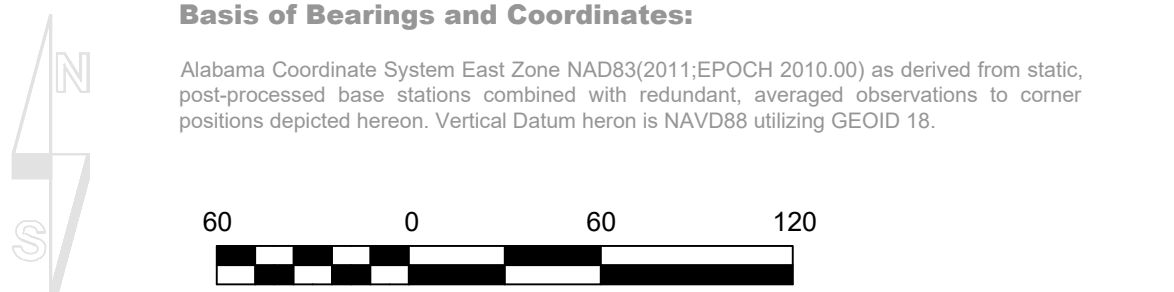 Basis of Bearings and Coordinates:
N
Alabama Coordinate System East Zone NAD83(2011;EPOCH 2010.00) as derived from static,
post-processed base stations combined with redundant, averaged observations to corner
positions depicted hereon. Vertical Datum heron is NAVD88 utilizing GEOID 18.
60 0 60 120
S